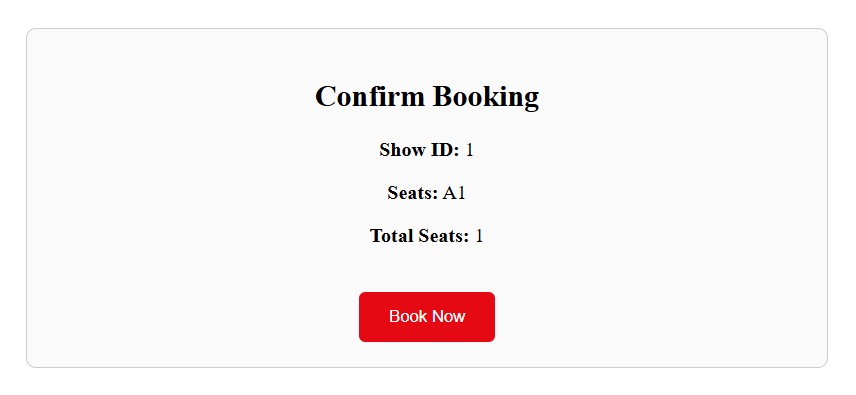 Confirm Booking
Show ID: 1
Seats: A1
Total Seats: 1
Book Now